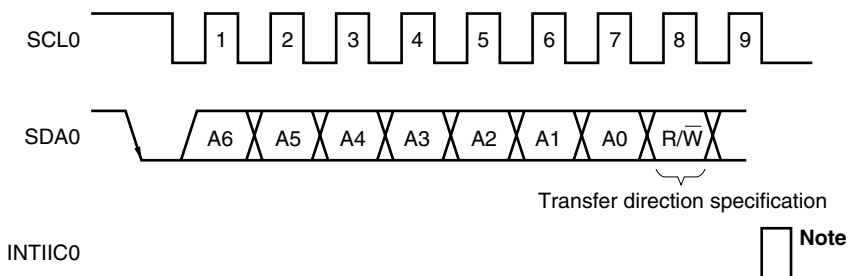 SCL0 1 2 3 4 5 6 7 8 9
SDA0 A6 A5 A4 A3 A2 A1 A0 R/W̅
Transfer direction specification
INTIIC0 Note